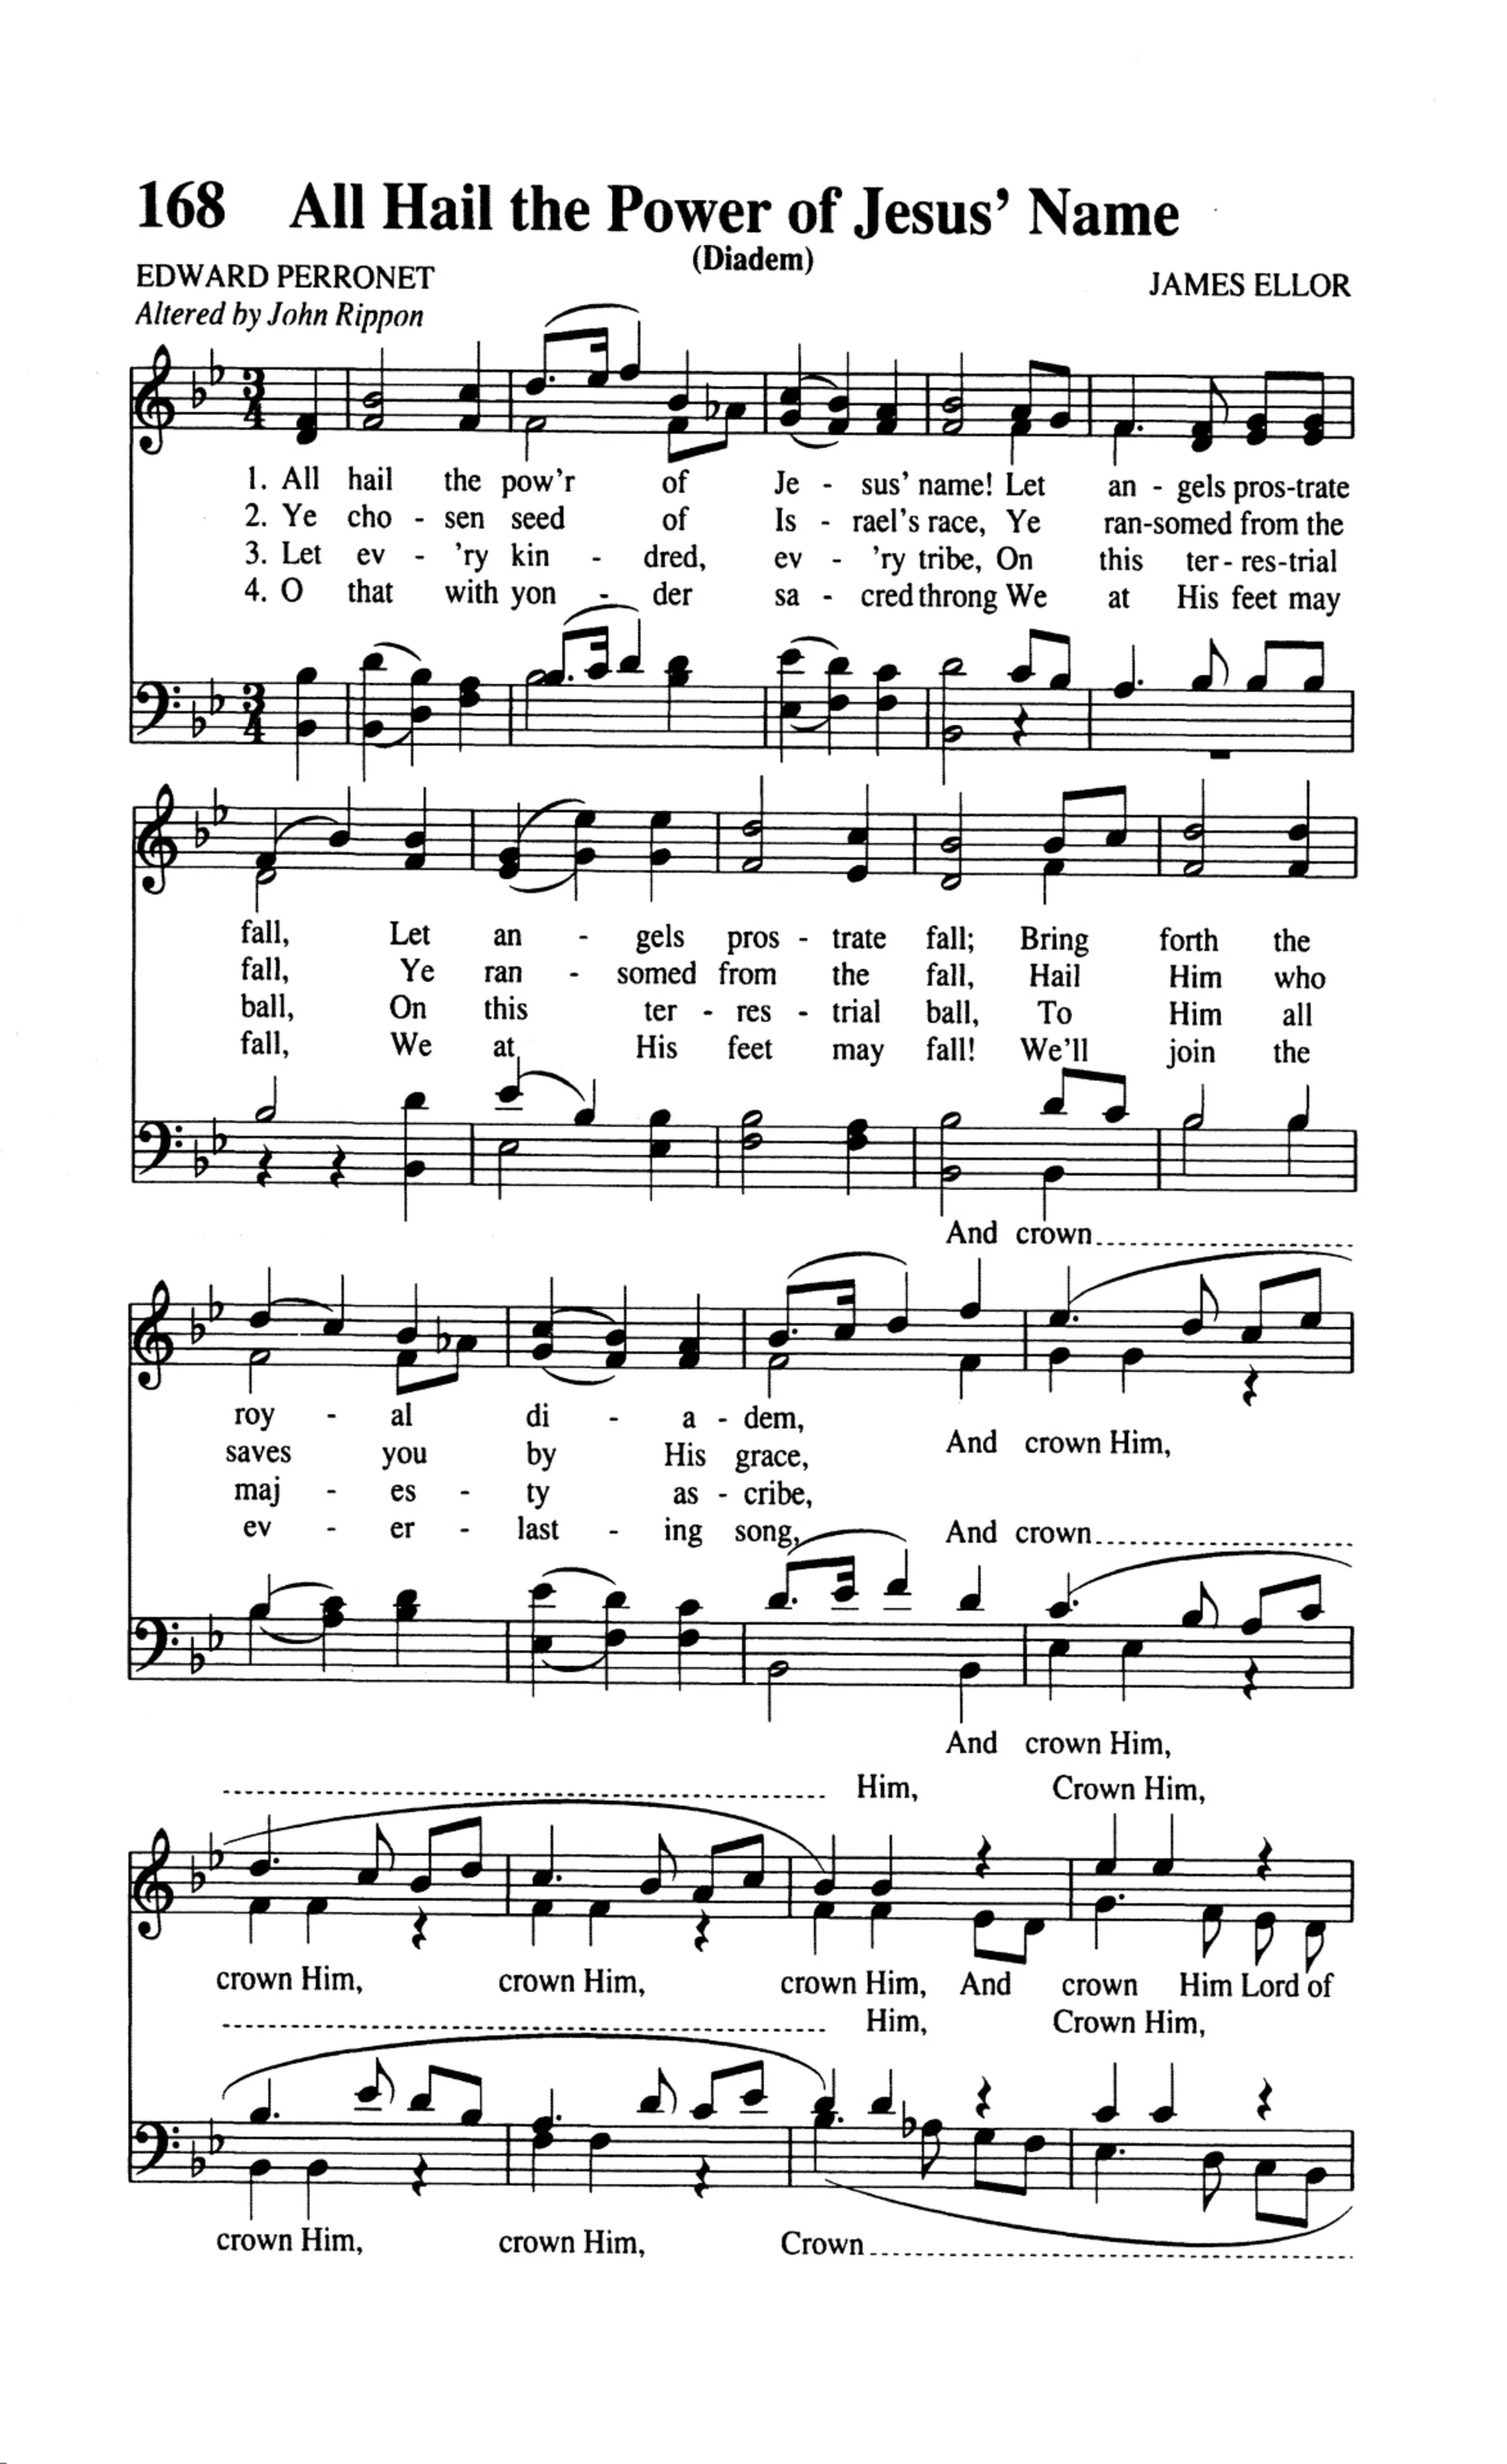 168 All Hail the Power of Jesus’ Name
(Diadem)
EDWARD PERRONET JAMES ELLOR
Altered by John Rippon
3 4
1. All hail the pow’r of Je - sus’ name! Let an - gels pros-trate
2. Ye cho - sen seed of Is - rael’s race, Ye ran-somed from the
3. Let ev - ’ry kin - dred, ev - ’ry tribe, On this ter- res-trial
4. O that with yon - der sa - cred throng We at His feet may
3 4
fall, Let an - gels pros - trate fall; Bring forth the
fall, Ye ran - somed from the fall, Hail Him who
ball, On this ter - res - trial ball, To Him all
fall, We at His feet may fall! We’ll join the
And crown
roy - al di - a - dem,
And crown Him,
saves you by His grace,
maj - es - ty as - cribe,
ev - er - last - ing song, And crown
And crown Him,
Him, Crown Him,
crown Him, crown Him, crown Him, And crown Him Lord of
Him, Crown Him,
crown Him, crown Him, Crown